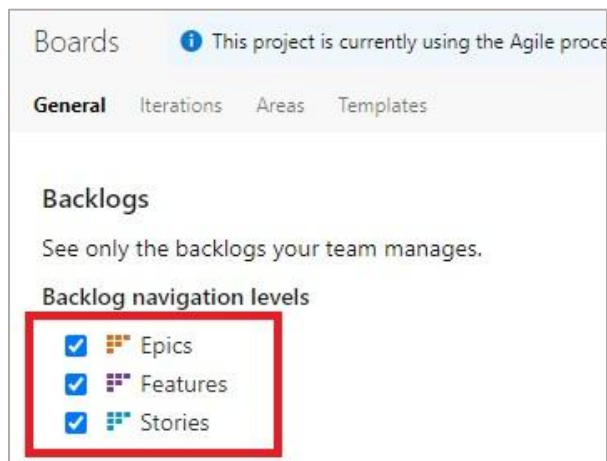 Boards
This project is currently using the Agile proce
General Iterations Areas Templates
Backlogs
See only the backlogs your team manages.
Backlog navigation levels
Epics
Features
Stories